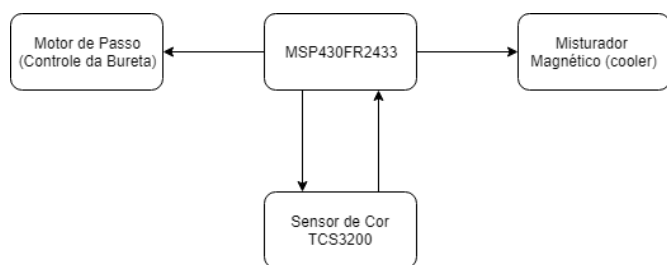 Motor de Passo
(Controle da Bureta)
MSP430FR2433
Misturador
Magnético (cooler)
Sensor de Cor
TCS3200